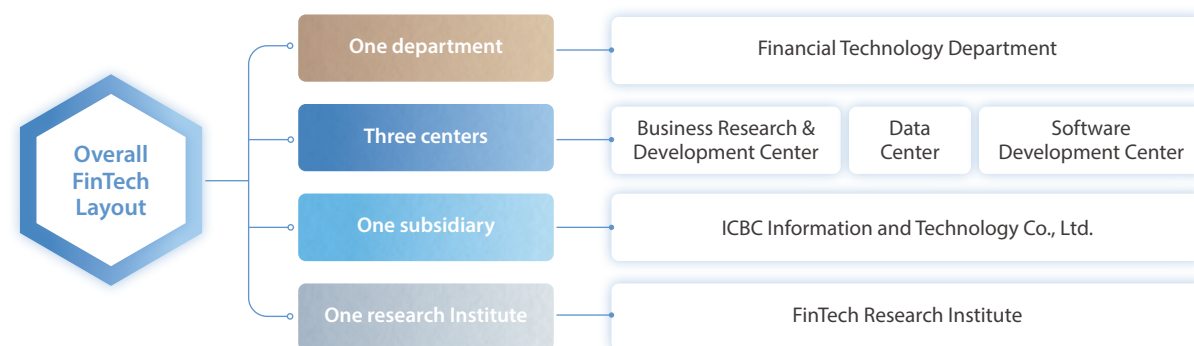 Overall
FinTech
Layout
One department
Financial Technology Department
Three centers
Business Research &
Development Center
Data
Center
Software
Development Center
One subsidiary
ICBC Information and Technology Co., Ltd.
One research Institute
FinTech Research Institute